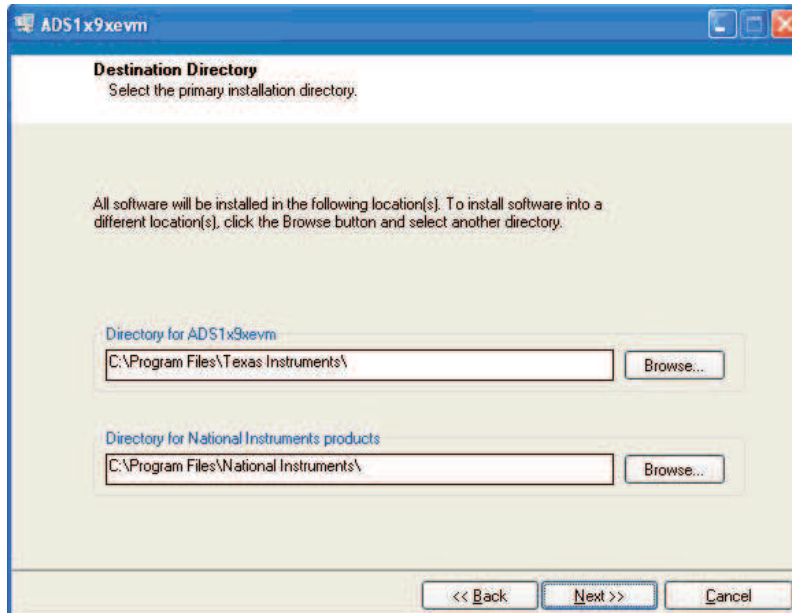 ADS1x9xevm
Destination Directory
Select the primary installation directory.
All software will be installed in the following location(s). To install software into a
different location(s), click the Browse button and select another directory.
Directory for ADS1x9xevm
C:\Program Files\Texas Instruments\
Browse...
Directory for National Instruments products
C:\Program Files\National Instruments\
Browse...
<< Back
Next >>
Cancel